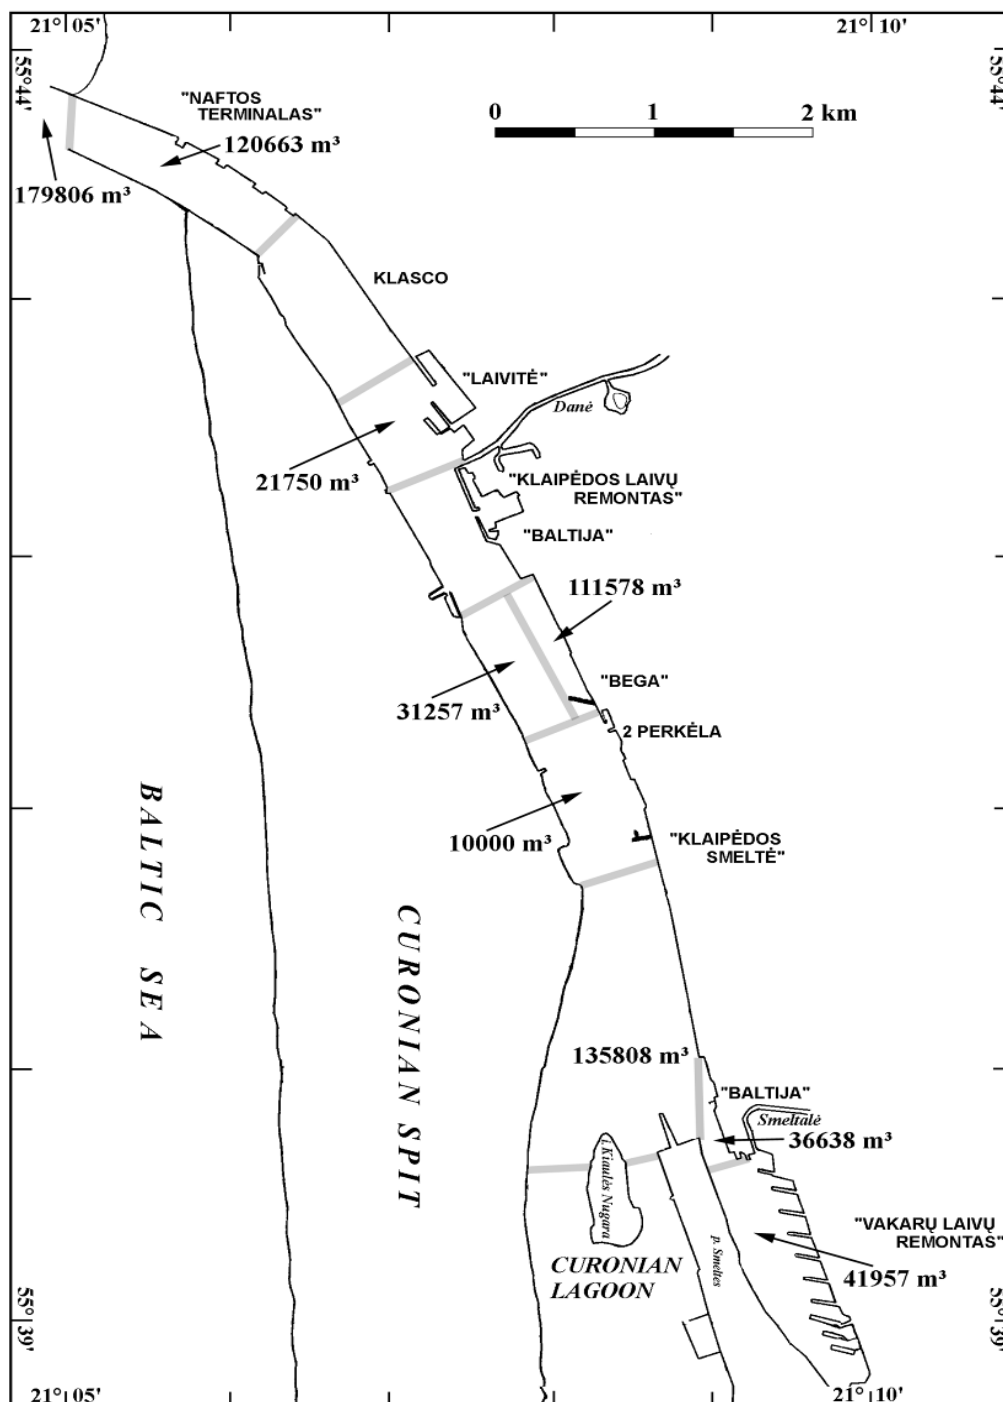 21° 05'
21° 10'
55°44'
55°44'
"NAFTOS
TERMINALAS"
0 1 2 km
120663 m³
179806 m³
KLASCO
"LAIVITĖ"
Danė
21750 m³
"KLAIPĖDOS LAIVŲ
REMONTAS"
"BALTIJA"
111578 m³
"BEGA"
31257 m³
2 PERKĖLA
10000 m³
"KLAIPĖDOS
SMELTĖ"
BALTIC SEA
CURONIAN SPIT
135808 m³
"BALTIJA"
Smeltalė
36638 m³
i. Kiaulės Nugara
p. Smeltės
"VAKARŲ LAIVŲ
REMONTAS"
CURONIAN
LAGOON
41957 m³
55°39'
55°39'
21° 05'
21° 10'